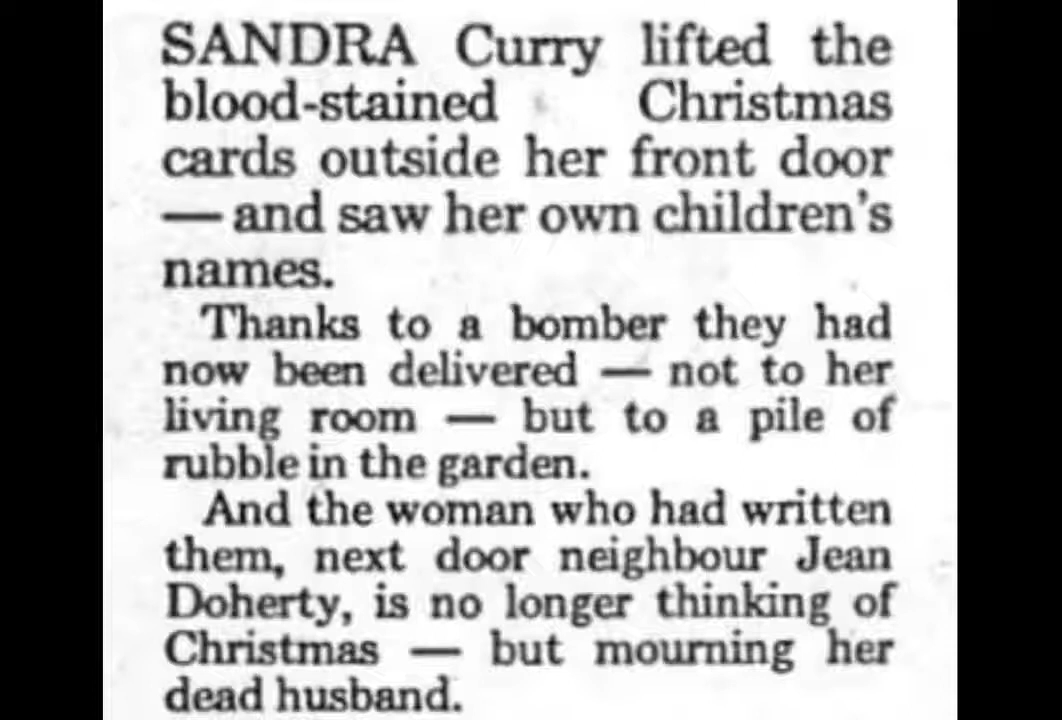 SANDRA Curry lifted the
blood-stained Christmas
cards outside her front door
— and saw her own children's
names.
Thanks to a bomber they had
now been delivered — not to her
living room — but to a pile of
rubble in the garden.
And the woman who had written
them, next door neighbour Jean
Doherty, is no longer thinking of
Christmas — but mourning her
dead husband.